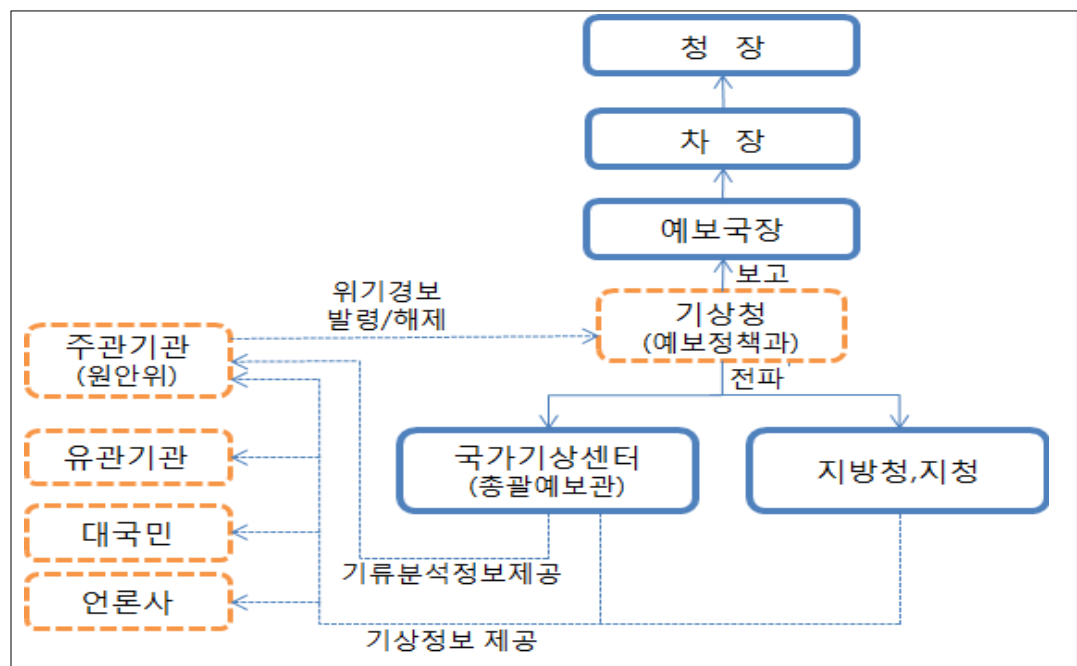 청 장
차 장
예보국장
보고
위기경보
발령/해제
기상청
(예보정책과)
주관기관
(원안위)
전파
유관기관
국가기상센터
(총괄예보관)
지방청,지청
대국민
기류분석정보제공
언론사
기상정보 제공